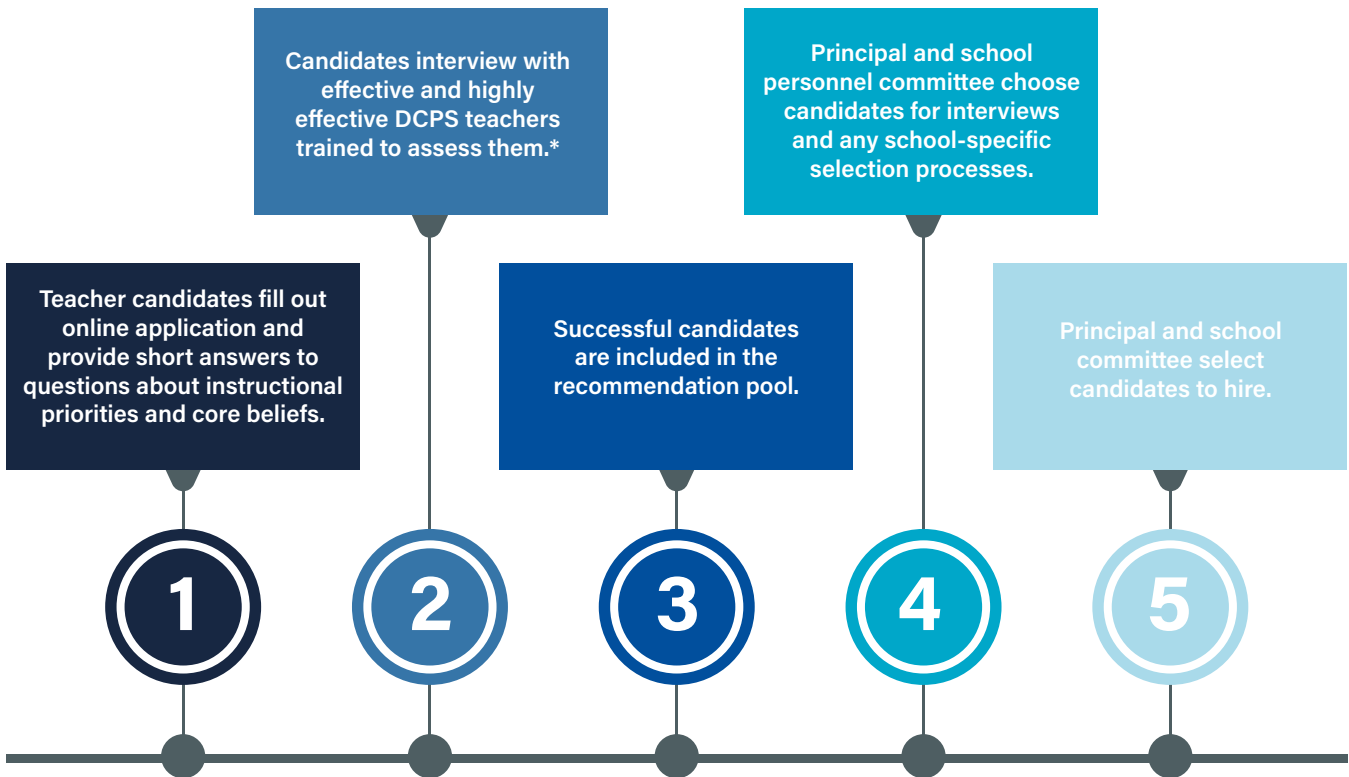 Teacher candidates fill out
online application and
provide short answers to
questions about instructional
priorities and core beliefs.
1
Candidates interview with
effective and highly
effective DCPS teachers
trained to assess them.*
2
Successful candidates
are included in the
recommendation pool.
3
Principal and school
personnel committee choose
candidates for interviews
and any school-specific
selection processes.
4
Principal and school
committee select
candidates to hire.
5